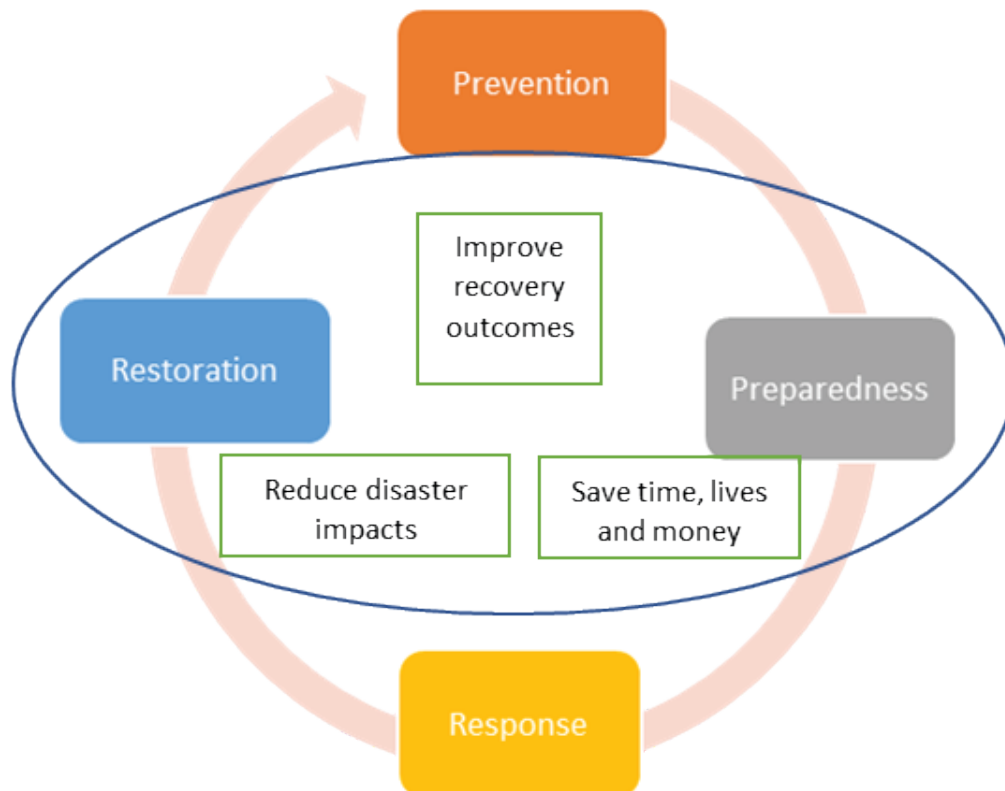 Prevention
Improve
recovery
outcomes
Restoration
Preparedness
Reduce disaster
impacts
Save time, lives
and money
Response